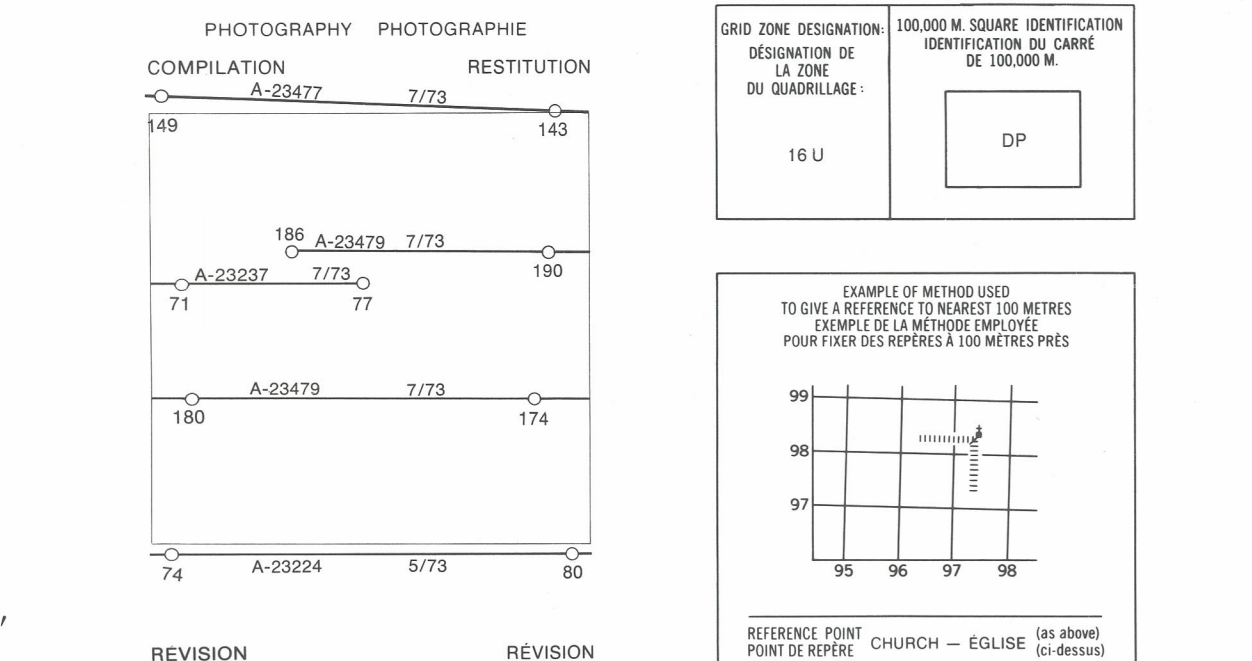 PHOTOGRAPHY PHOTOGRAPHIE
COMPILATION RESTITUTION
A-23477 7/73
149 143
186 A-23479 7/73
190
A-23237 7/73
71 77
A-23479 7/73
180 174
74 A-23224 5/73 80
REVISION RÉVISION
GRID ZONE DESIGNATION:
DÉSIGNATION DE
LA ZONE
DU QUADRILLAGE :
16 U
100,000 M. SQUARE IDENTIFICATION
IDENTIFICATION DU CARRÉ
DE 100,000 M.
DP
EXAMPLE OF METHOD USED
TO GIVE A REFERENCE TO NEAREST 100 METRES
EXEMPLE DE LA MÉTHODE EMPLOYÉE
POUR FIXER DES REPÈRES À 100 MÈTRES PRÈS
99
98
97
95 96 97 98
REFERENCE POINT CHURCH — ÉGLISE (as above)
POINT DE REPÈRE (ci-dessus)